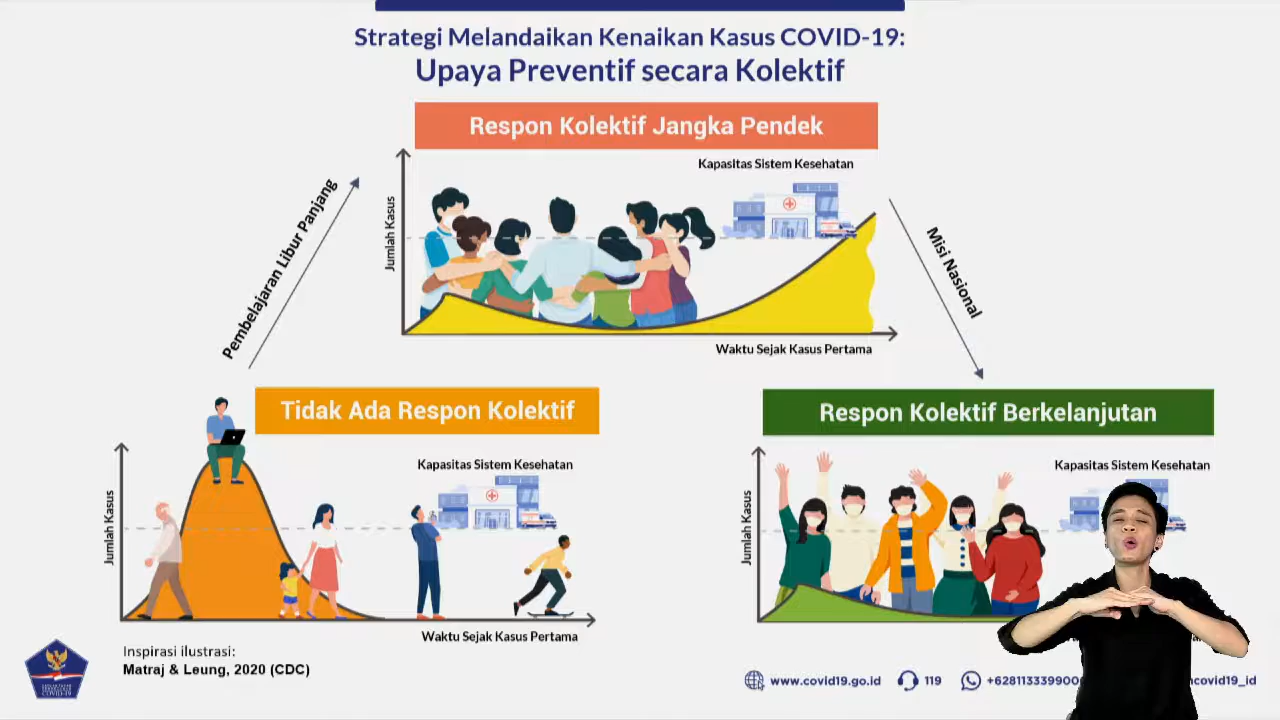 Strategi Melandaikan Kenaikan Kasus COVID-19:
Upaya Preventif secara Kolektif
Respon Kolektif Jangka Pendek
Kapasitas Sistem Kesehatan
Jumlah Kasus
Waktu Sejak Kasus Pertama
Pembelajaran Libur Panjang
Misi Nasional
Tidak Ada Respon Kolektif
Kapasitas Sistem Kesehatan
Jumlah Kasus
Waktu Sejak Kasus Pertama
Respon Kolektif Berkelanjutan
Kapasitas Sistem Kesehatan
Jumlah Kasus
Inspirasi ilustrasi:
Matraj & Leung, 2020 (CDC)
COVID-19
www.covid19.go.id
119